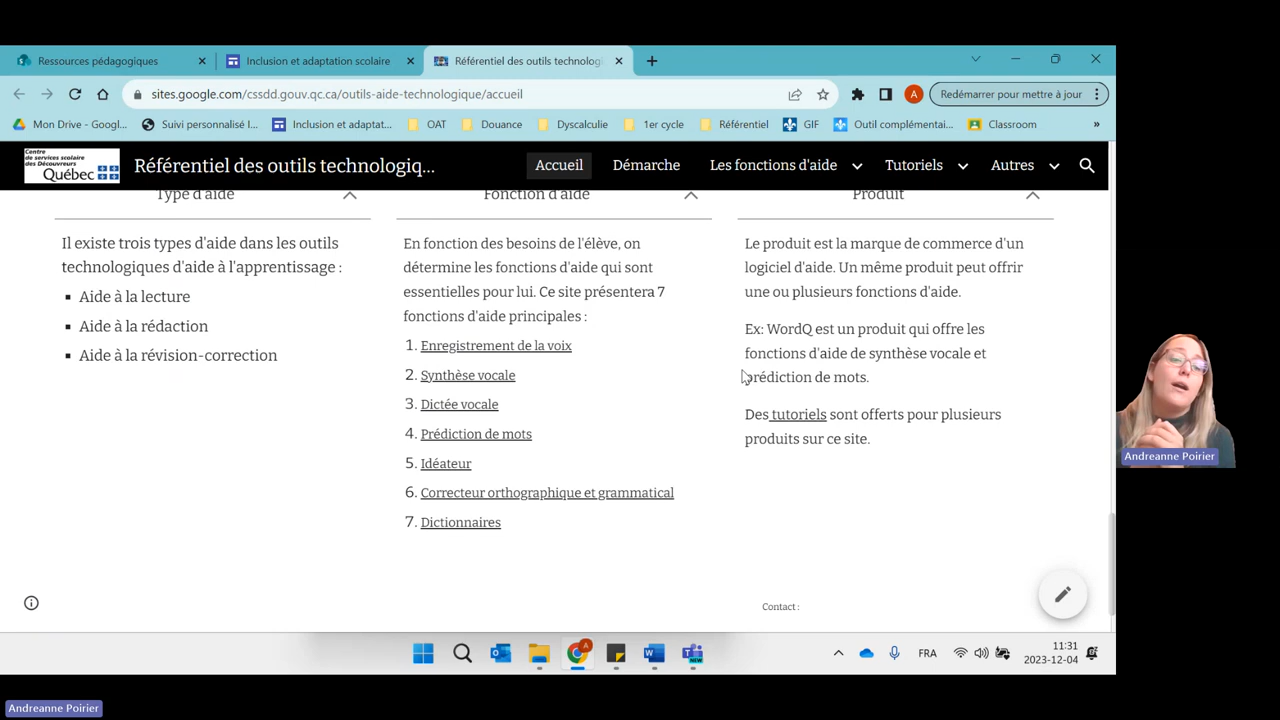 Ressources pédagogiques
Inclusion et adaptation scolaire
Référentiel des outils technolog
sites.google.com/cssdd.gouv.qc.ca/outils-aide-technologique/accueil
Redémarrer pour mettre à jour
Mon Drive - Googl...
Suivi personnalisé I...
Inclusion et adaptat...
OAT
Douance
Dyscalculie
1er cycle
Référentiel
GIF
Outil complémentai...
Classroom
»
Centre
de services scolaire
des Découvreurs
Québec
Référentiel des outils technologiq...
Accueil
Démarche
Les fonctions d'aide
Tutoriels
Autres
Type d'aide
Fonction d'aide
Produit
Il existe trois types d'aide dans les outils
technologiques d'aide à l'apprentissage :
▪ Aide à la lecture
▪ Aide à la rédaction
▪ Aide à la révision-correction
En fonction des besoins de l'élève, on
détermine les fonctions d'aide qui sont
essentielles pour lui. Ce site présentera 7
fonctions d'aide principales :
1. Enregistrement de la voix
2. Synthèse vocale
3. Dictée vocale
4. Prédiction de mots
5. Idéateur
6. Correcteur orthographique et grammatical
7. Dictionnaires
Le produit est la marque de commerce d'un
logiciel d'aide. Un même produit peut offrir
une ou plusieurs fonctions d'aide.
Ex: WordQ est un produit qui offre les
fonctions d'aide de synthèse vocale et
prédiction de mots.
Des tutoriels sont offerts pour plusieurs
produits sur ce site.
Contact :
Andreanne Poirier
FRA
11:31
2023-12-04
Andreanne Poirier